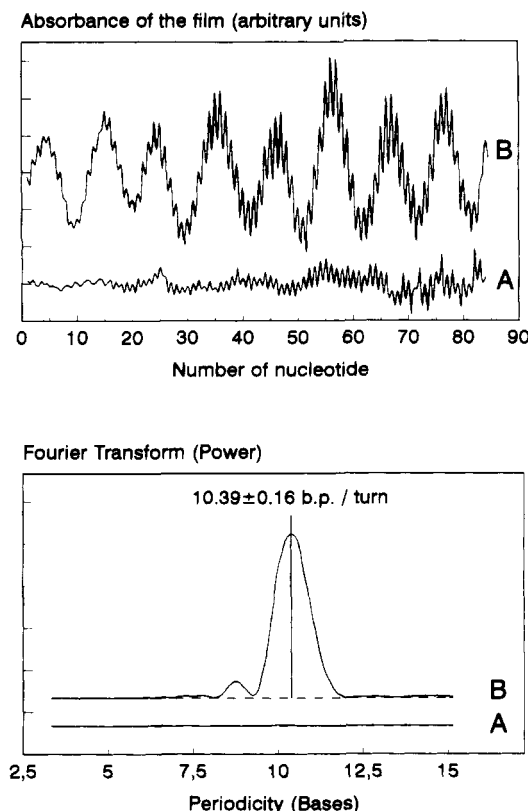 Absorbance of the film (arbitrary units)
B
A
0 10 20 30 40 50 60 70 80 90
Number of nucleotide
Fourier Transform (Power)
10.39±0.16 b.p. / turn
B
A
2,5 5 7,5 10 12,5 15
Periodicity (Bases)